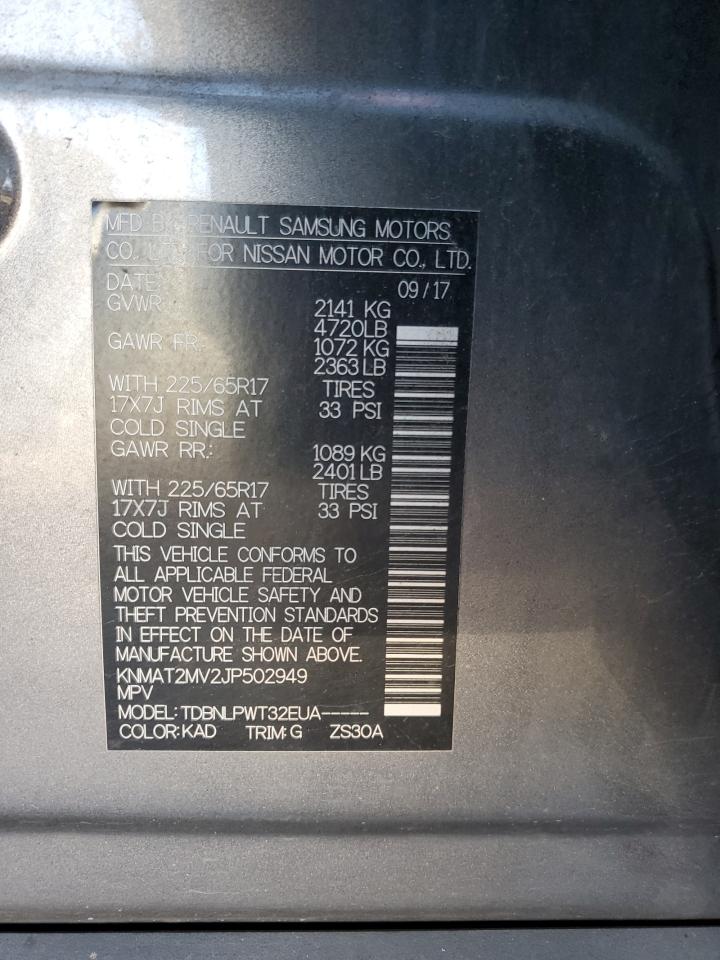 MFD BY RENAULT SAMSUNG MOTORS
CO., LTD. FOR NISSAN MOTOR CO., LTD.
DATE 09/17
GVWR 2141 KG
4720LB
GAWR FR: 1072 KG
2363LB
WITH 225/65R17 TIRES
17X7J RIMS AT 33 PSI
COLD SINGLE
GAWR RR: 1089 KG
2401LB
WITH 225/65R17 TIRES
17X7J RIMS AT 33 PSI
COLD SINGLE
THIS VEHICLE CONFORMS TO
ALL APPLICABLE FEDERAL
MOTOR VEHICLE SAFETY AND
THEFT PREVENTION STANDARDS
IN EFFECT ON THE DATE OF
MANUFACTURE SHOWN ABOVE.
KNMAT2MV2JP502949
MPV
MODEL:TDBNLPWT32EUA-----
COLOR:KAD TRIM:G ZS30A